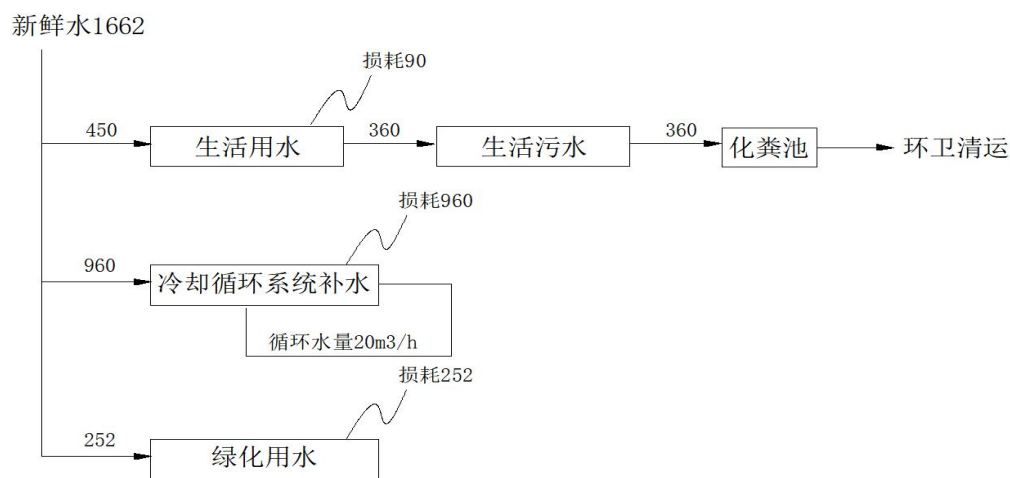 新鲜水1662
损耗90
450
生活用水
360
生活污水
360
化粪池
环卫清运
损耗960
960
冷却循环系统补水
循环水量20m3/h
损耗252
252
绿化用水